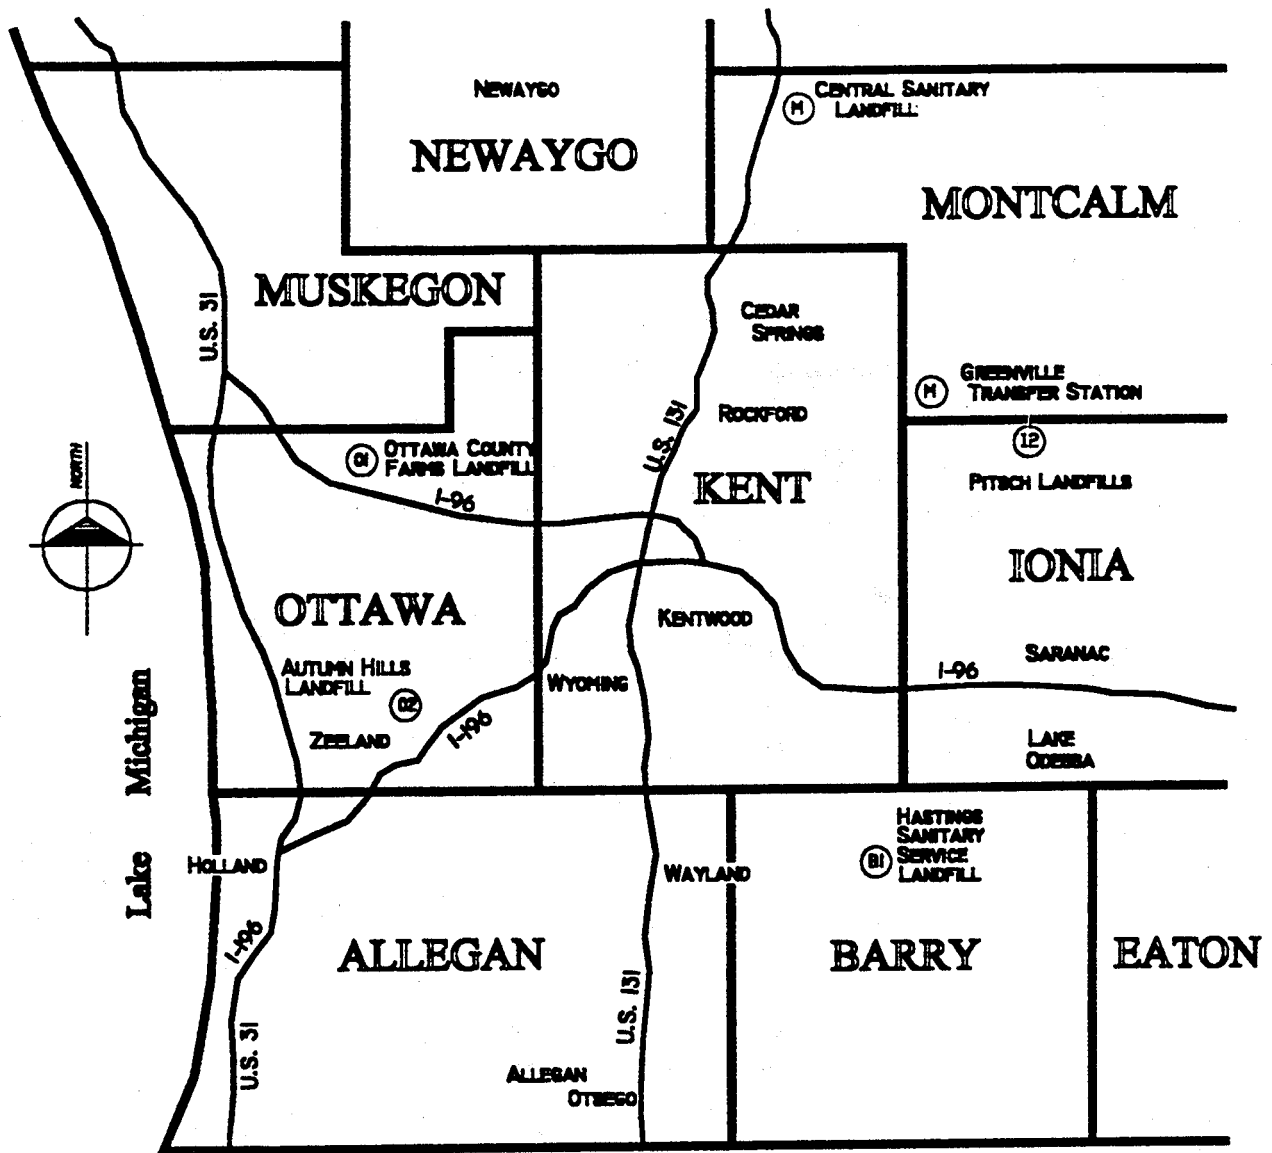 NEWAYGO
CENTRAL SANITARY
M
LANDFILL
NEWAYGO
MONTCALM
MUSKEGON
U.S. 31
CEDAR
SPRINGS
GREENVILLE
M
TRANSFER STATION
ROCKFORD
U.S. 131
12
OTTAWA COUNTY
FARMS LANDFILL
NORTH
KENT
PITSCH LANDFILLS
I-96
IONIA
OTTAWA
KENTWOOD
SARANAC
AUTUMN HILLS
LANDFILL
I-96
WYOMING
ZEELAND
I-196
LAKE
ODESSA
Lake Michigan
HASTINGS
SANITARY
SERVICE
LANDFILL
B1
HOLLAND
WAYLAND
I-196
ALLEGAN
BARRY
EATON
U.S. 131
U.S. 31
ALLEGAN
OTSEGO